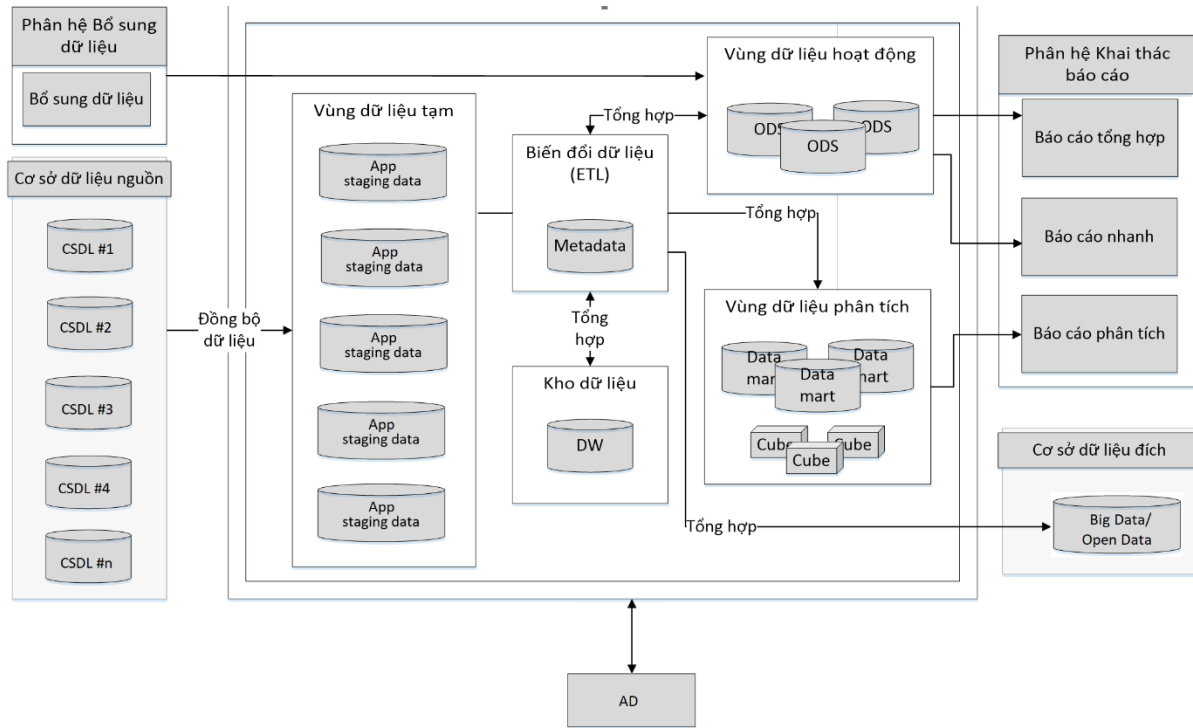 Phân hệ Bổ sung
dữ liệu
Bổ sung dữ liệu
Cơ sở dữ liệu nguồn
CSDL #1
CSDL #2
CSDL #3
CSDL #4
CSDL #n
Đồng bộ
dữ liệu
Vùng dữ liệu tạm
App
staging data
App
staging data
App
staging data
App
staging data
App
staging data
Biến đổi dữ liệu
(ETL)
Metadata
Tổng
hợp
Kho dữ liệu
DW
Tổng hợp
Vùng dữ liệu hoạt động
ODS
ODS
ODS
Tổng hợp
Vùng dữ liệu phân tích
Data
mart
Data
mart
Data
mart
Cube
Cube
Cube
Tổng hợp
Phân hệ Khai thác
báo cáo
Báo cáo tổng hợp
Báo cáo nhanh
Báo cáo phân tích
Cơ sở dữ liệu đích
Big Data/
Open Data
AD